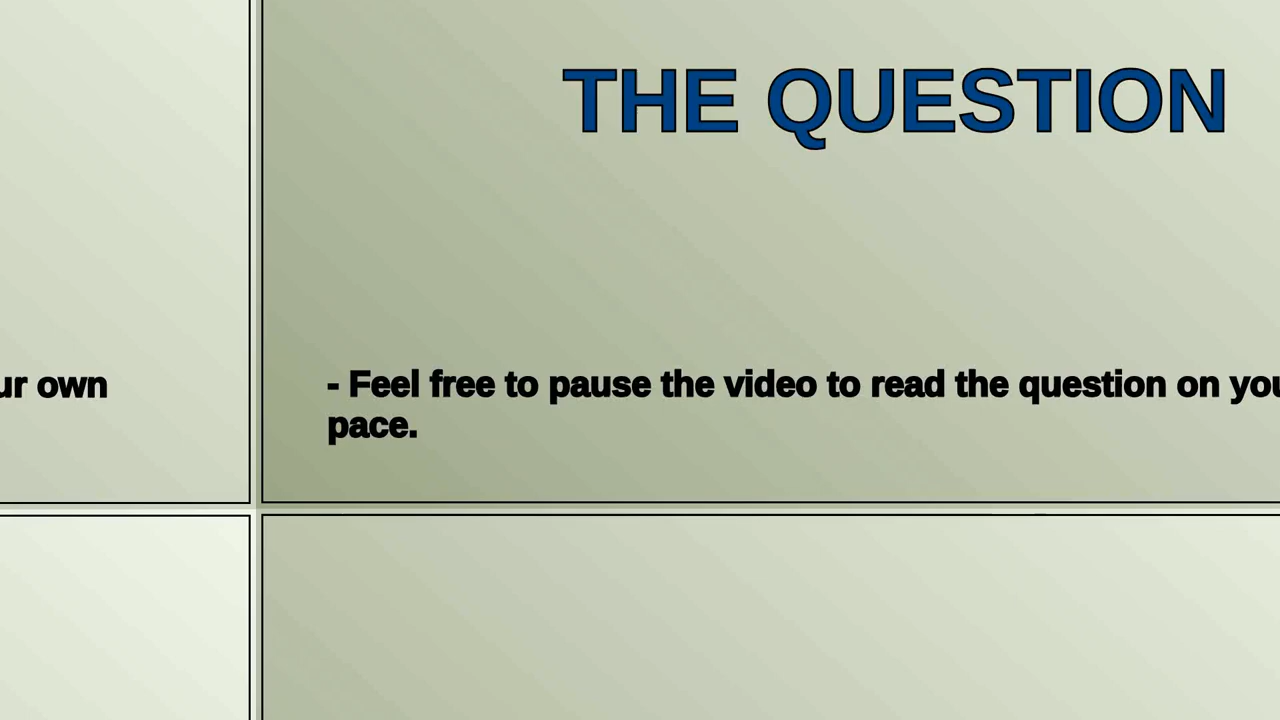 THE QUESTION
ur own
- Feel free to pause the video to read the question on you
pace.